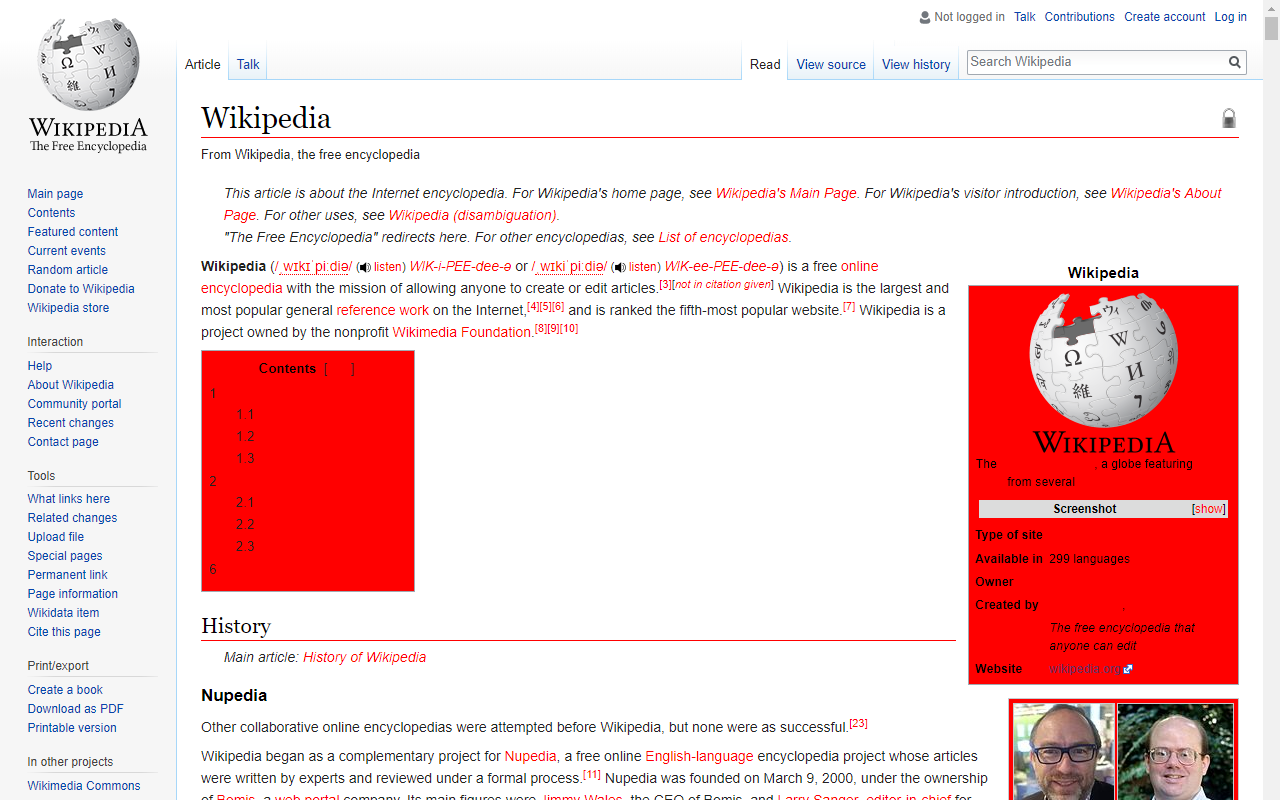 Not logged in Talk Contributions Create account Log in
Article Talk Read View source View history Search Wikipedia
WIKIPEDIA
The Free Encyclopedia
Main page
Contents
Featured content
Current events
Random article
Donate to Wikipedia
Wikipedia store
Interaction
Help
About Wikipedia
Community portal
Recent changes
Contact page
Tools
What links here
Related changes
Upload file
Special pages
Permanent link
Page information
Wikidata item
Cite this page
Print/export
Create a book
Download as PDF
Printable version
In other projects
Wikimedia Commons
Wikipedia
From Wikipedia, the free encyclopedia
This article is about the Internet encyclopedia. For Wikipedia's home page, see Wikipedia's Main Page. For Wikipedia's visitor introduction, see Wikipedia's About
Page. For other uses, see Wikipedia (disambiguation).
"The Free Encyclopedia" redirects here. For other encyclopedias, see List of encyclopedias.
Wikipedia (/ˌwɪkɪˈpiːdiə/ (listen) WIK-i-PEE-dee-ə or /ˌwɪkiˈpiːdiə/ (listen) WIK-ee-PEE-dee-ə) is a free online
encyclopedia with the mission of allowing anyone to create or edit articles.[3][not in citation given] Wikipedia is the largest and
most popular general reference work on the Internet,[4][5][6] and is ranked the fifth-most popular website.[7] Wikipedia is a
project owned by the nonprofit Wikimedia Foundation.[8][9][10]
Contents [ ]
1
1.1
1.2
1.3
2
2.1
2.2
2.3
6
Wikipedia
WIKIPEDIA
The , a globe featuring
from several
Screenshot [show]
Type of site
Available in 299 languages
Owner
Created by ,
The free encyclopedia that
anyone can edit
Website wikipedia.org
History
Main article: History of Wikipedia
Nupedia
Other collaborative online encyclopedias were attempted before Wikipedia, but none were as successful.[23]
Wikipedia began as a complementary project for Nupedia, a free online English-language encyclopedia project whose articles
were written by experts and reviewed under a formal process.[11] Nupedia was founded on March 9, 2000, under the ownership
of Bomis, a web portal company. Its main figures were Jimmy Wales, the CEO of Bomis, and Larry Sanger, editor-in-chief for